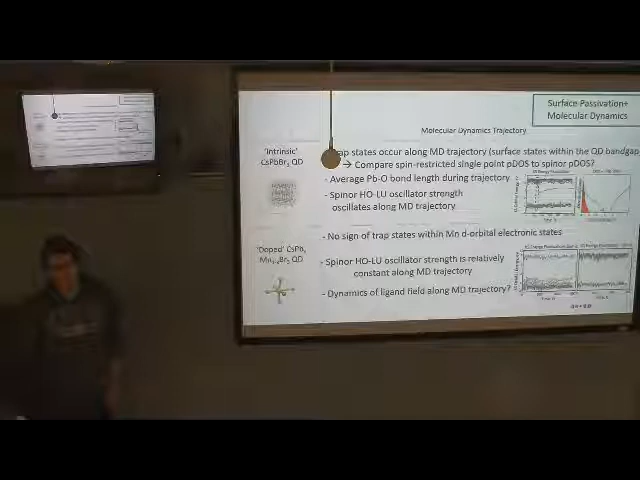 Surface Passivation+
Molecular Dynamics
Molecular Dynamics Trajectory
'Intrinsic'
CsPbBr3 QD
rap states occur along MD trajectory (surface states within the QD bandgap
→ Compare spin-restricted single point pDOS to spinor pDOS?
- Average Pb-O bond length during trajectory
- Spinor HO-LU oscillator strength
oscillates along MD trajectory
'Doped' CsPb
QD
- No sign of trap states within Mn d-orbital electronic states
- Spinor HO-LU oscillator strength is relatively
constant along MD trajectory
- Dynamics of ligand field along MD trajectory?